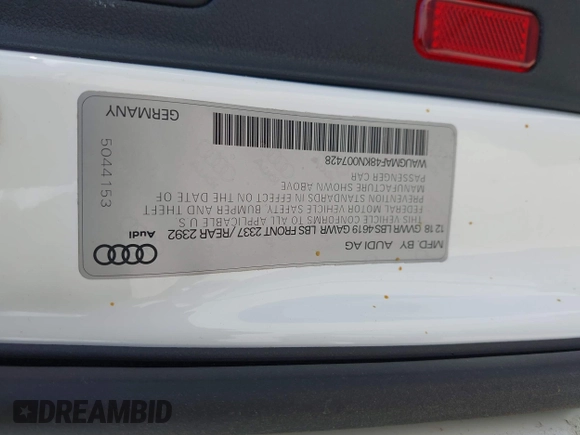 MFD. BY AUDI AG
12 18 GVWR LBS 4619 GAWR LBS FRONT 2337 / REAR 2392
THIS VEHICLE CONFORMS TO ALL APPLICABLE U S
FEDERAL MOTOR VEHICLE SAFETY BUMPER AND THEFT
PREVENTION STANDARDS IN EFFECT ON THE DATE OF
MANUFACTURE SHOWN ABOVE
PASSENGER CAR
WAUGMAF48KN007428
Audi
5044153
GERMANY
DREAMBID